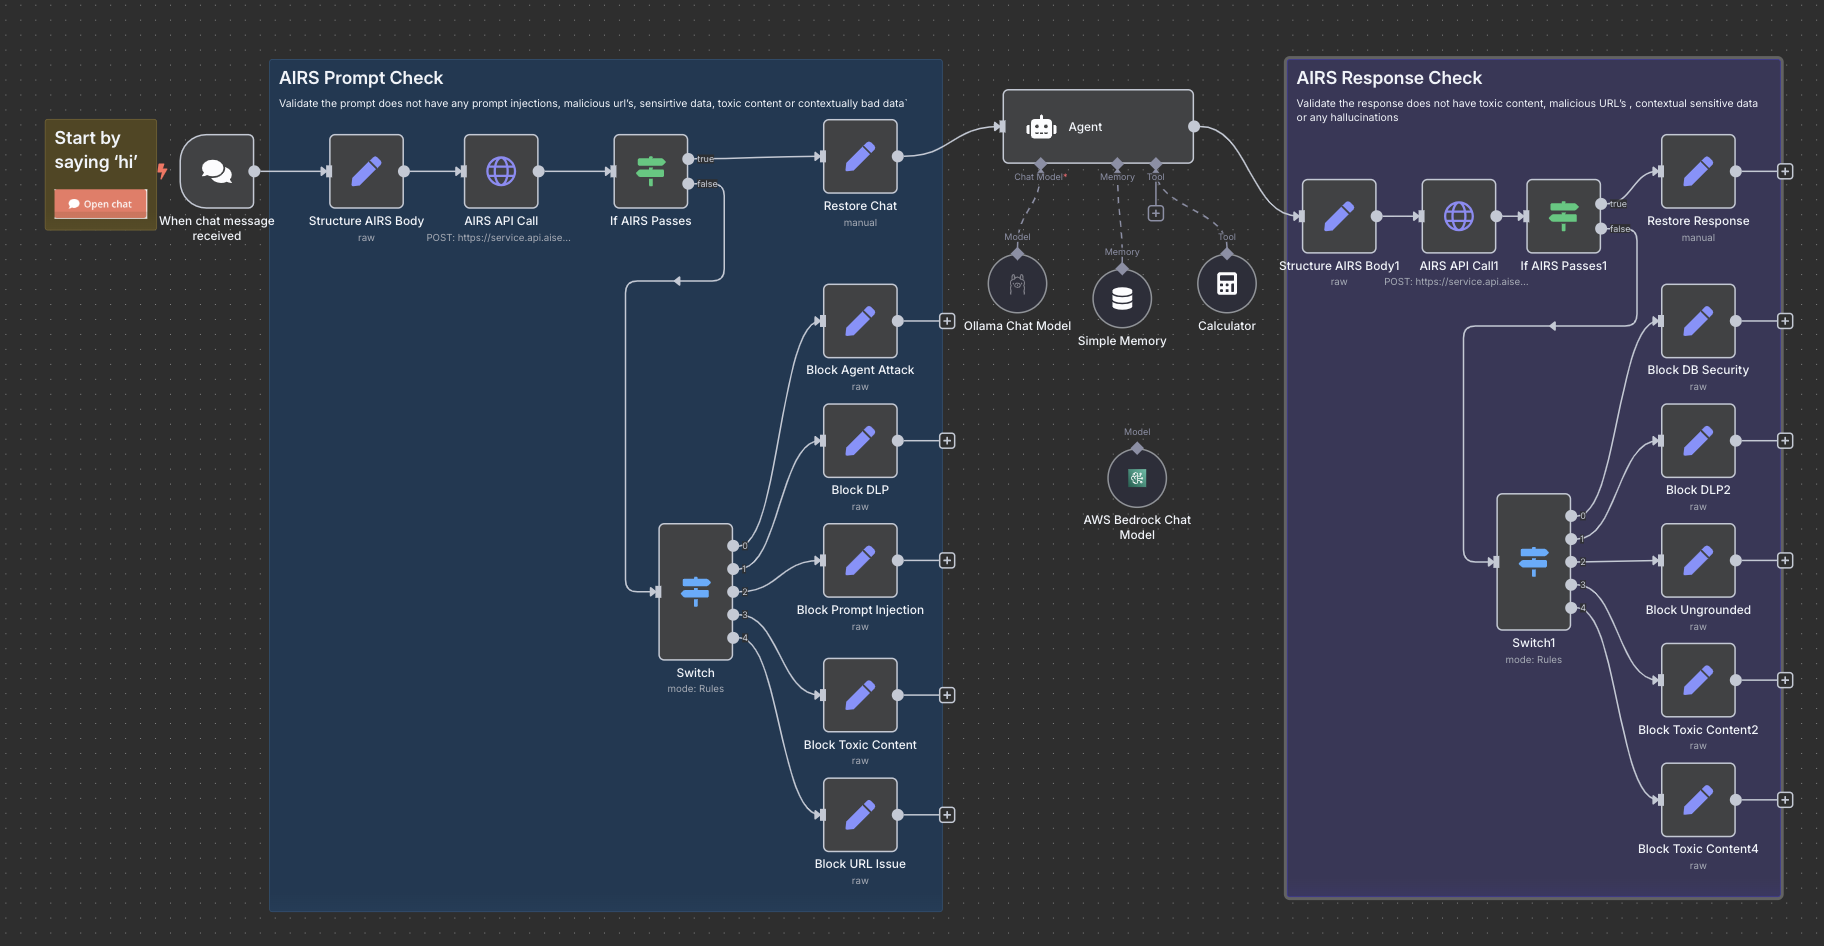 Start by
saying ‘hi’
Open chat
When chat message
received
AIRS Prompt Check
Validate the prompt does not have any prompt injections, malicious url's, sensirtive data, toxic content or contextually bad data`
Structure AIRS Body
raw
AIRS API Call
POST: https://service.api.aise...
If AIRS Passes
true
false
Restore Chat
manual
Block Agent Attack
raw
Block DLP
raw
Block Prompt Injection
raw
Block Toxic Content
raw
Block URL Issue
raw
0
1
2
3
4
Switch
mode: Rules
Agent
Chat Model*
Memory
Tool
Model
Ollama Chat Model
Memory
Simple Memory
Tool
Calculator
Model
AWS Bedrock Chat
Model
AIRS Response Check
Validate the response does not have toxic content, malicious URL's , contextual sensitive data
or any hallucinations
Structure AIRS Body1
raw
AIRS API Call1
POST: https://service.api.aise...
If AIRS Passes1
true
false
Restore Response
manual
Block DB Security
raw
Block DLP2
raw
Block Ungrounded
raw
Block Toxic Content2
raw
Block Toxic Content4
raw
0
1
2
3
4
Switch1
mode: Rules